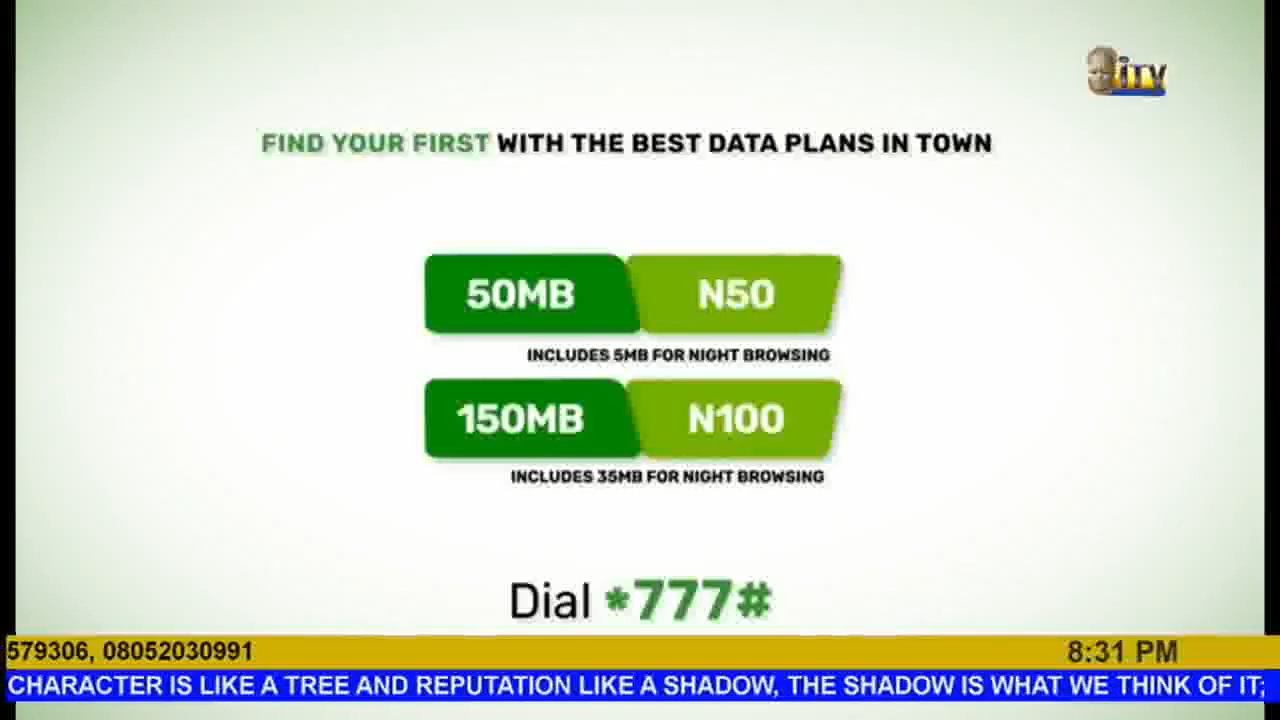 iTV
FIND YOUR FIRST WITH THE BEST DATA PLANS IN TOWN
50MB N50
INCLUDES 5MB FOR NIGHT BROWSING
150MB N100
INCLUDES 35MB FOR NIGHT BROWSING
Dial *777#
579306, 08052030991 8:31 PM
CHARACTER IS LIKE A TREE AND REPUTATION LIKE A SHADOW, THE SHADOW IS WHAT WE THINK OF IT;